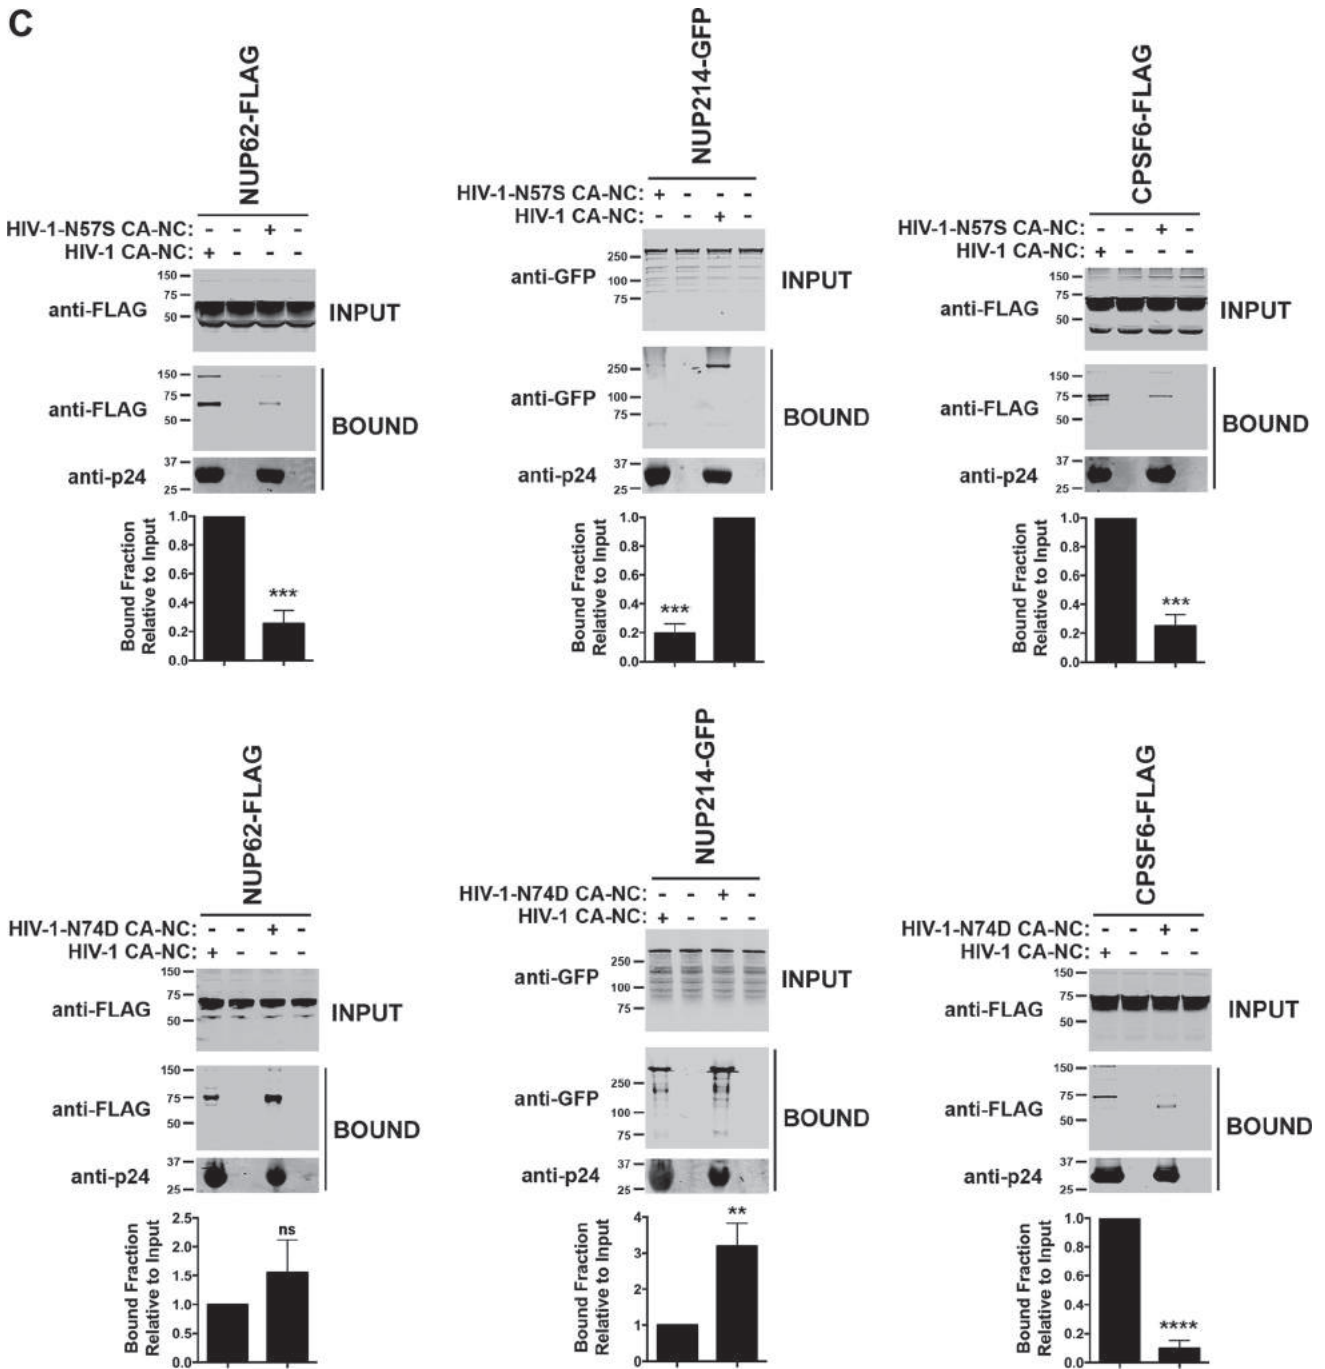 C
NUP62-FLAG
HIV-1-N57S CA-NC: - - + -
HIV-1 CA-NC: + - - -
anti-FLAG
150
75
50
INPUT
anti-FLAG
150
75
50
BOUND
anti-p24
37
25
Bound Fraction
Relative to Input
1.0
0.8
0.6
0.4
0.2
0.0
***
NUP214-GFP
HIV-1-N57S CA-NC: + - - -
HIV-1 CA-NC: - - + -
anti-GFP
250
100
75
INPUT
anti-GFP
250
100
75
BOUND
anti-p24
37
25
Bound Fraction
Relative to Input
1.0
0.8
0.6
0.4
0.2
0.0
***
CPSF6-FLAG
HIV-1-N57S CA-NC: - - + -
HIV-1 CA-NC: + - - -
anti-FLAG
150
75
50
INPUT
anti-FLAG
150
75
50
BOUND
anti-p24
37
25
Bound Fraction
Relative to Input
1.0
0.8
0.6
0.4
0.2
0.0
***
NUP62-FLAG
HIV-1-N74D CA-NC: - - + -
HIV-1 CA-NC: + - - -
anti-FLAG
150
75
50
INPUT
anti-FLAG
150
75
50
BOUND
anti-p24
37
25
Bound Fraction
Relative to Input
2.5
2.0
1.5
1.0
0.5
0.0
ns
NUP214-GFP
HIV-1-N74D CA-NC: - - + -
HIV-1 CA-NC: + - - -
anti-GFP
250
100
75
INPUT
anti-GFP
250
100
75
BOUND
anti-p24
37
25
Bound Fraction
Relative to Input
4
3
2
1
0
**
CPSF6-FLAG
HIV-1-N74D CA-NC: - - + -
HIV-1 CA-NC: + - - -
anti-FLAG
150
75
50
INPUT
anti-FLAG
150
75
50
BOUND
anti-p24
37
25
Bound Fraction
Relative to Input
1.0
0.8
0.6
0.4
0.2
0.0
****